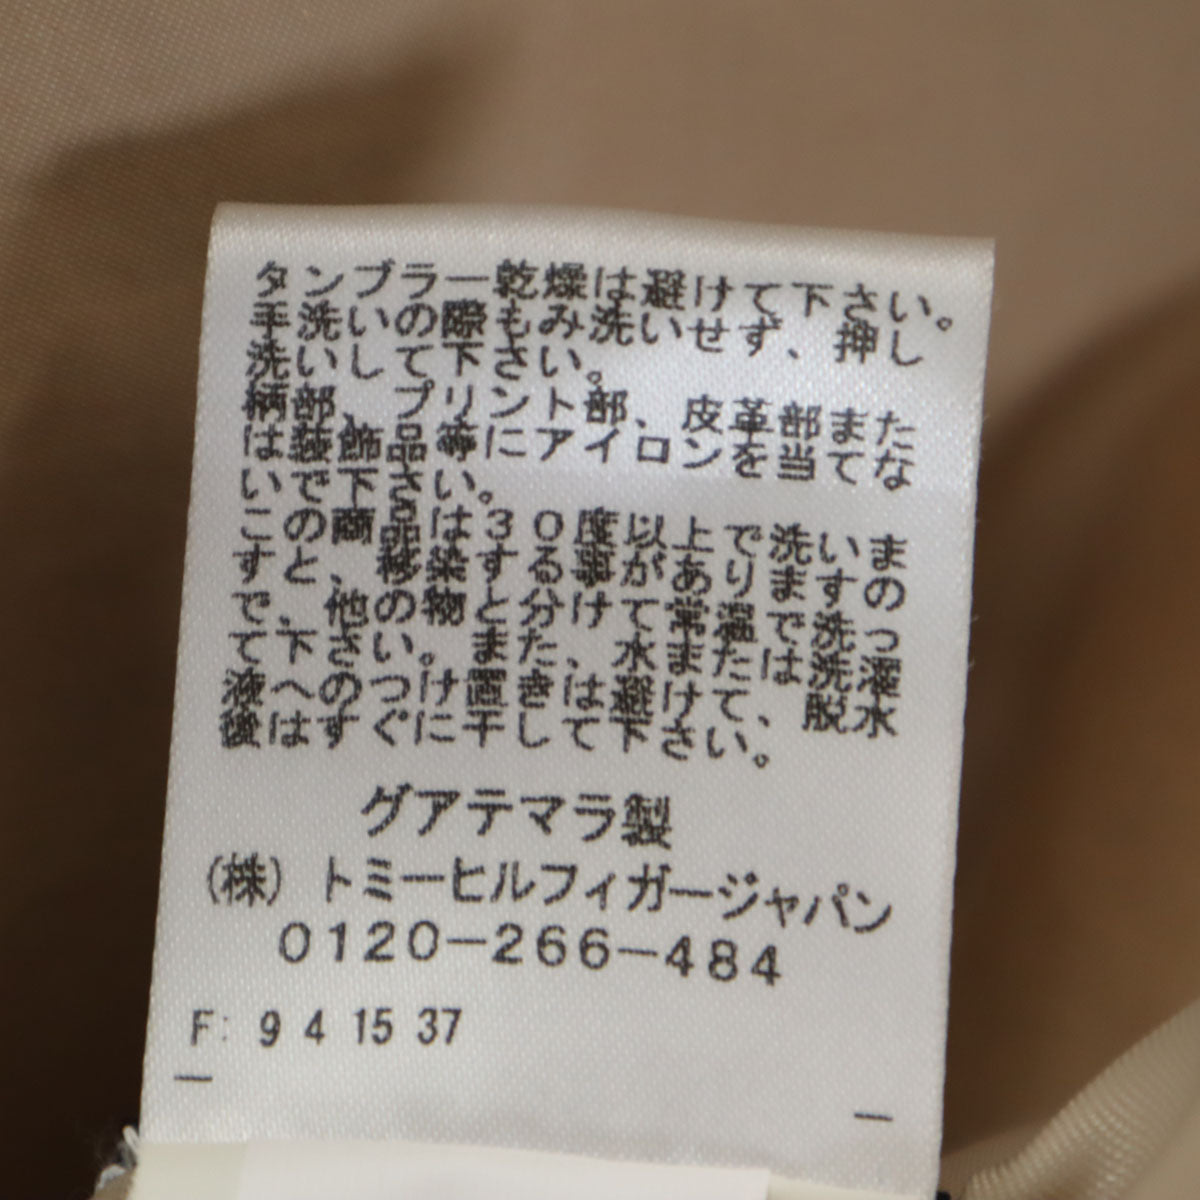 タンブラー乾燥は避けて下さい。
手洗いの際もみ洗いせず、押し
洗いして下さい。
柄部、プリント部、皮革部また
は装飾品等にアイロンを当てな
いで下さい。
この商品は30度以上で洗いま
すと、移染する事がありますの
で、他の物と分けて常温で洗っ
て下さい。また、水または洗濯
液へのつけ置きは避けて、脱水
後はすぐに干して下さい。
グアテマラ製
(株)トミーヒルフィガージャパン
0120-266-484
F: 9 4 15 37